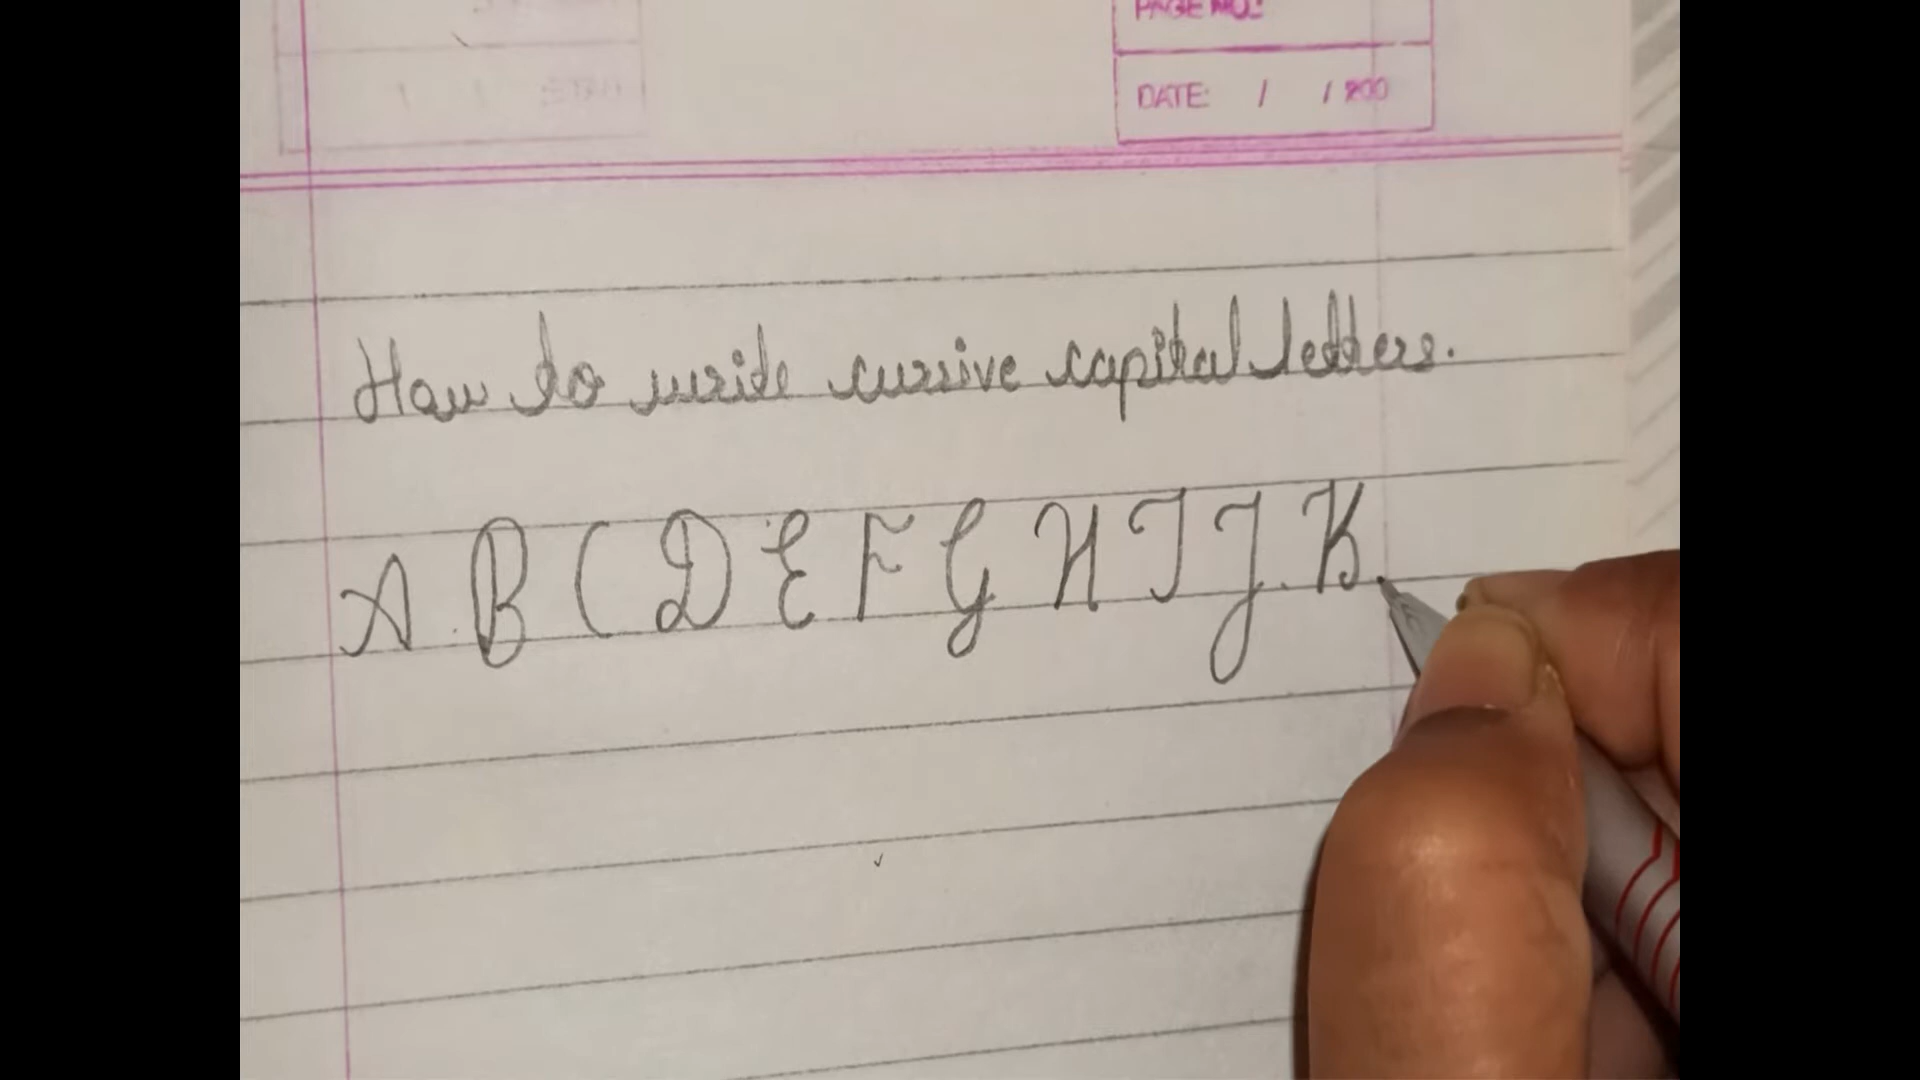 PAGE NO.:
DATE: / / 200
How to write cursive capital letters.
A B C D E F G H I J K